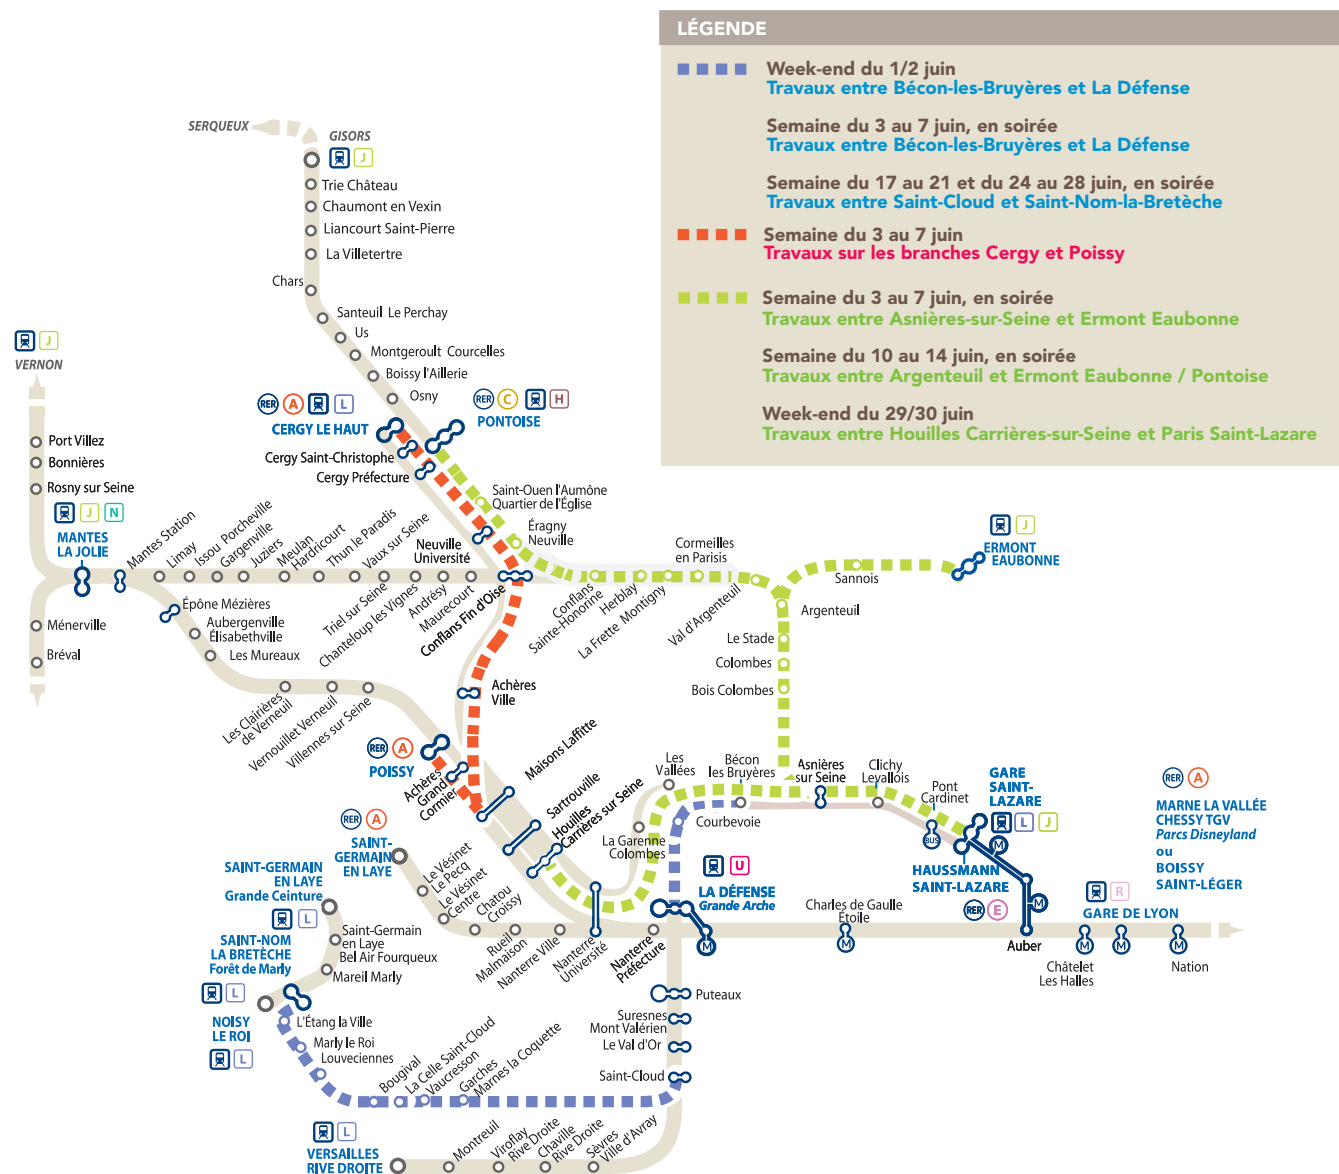 LÉGENDE
Week-end du 1/2 juin
Travaux entre Bécon-les-Bruyères et La Défense
Semaine du 3 au 7 juin, en soirée
Travaux entre Bécon-les-Bruyères et La Défense
Semaine du 17 au 21 et du 24 au 28 juin, en soirée
Travaux entre Saint-Cloud et Saint-Nom-la-Bretèche
Semaine du 3 au 7 juin
Travaux sur les branches Cergy et Poissy
Semaine du 3 au 7 juin, en soirée
Travaux entre Asnières-sur-Seine et Ermont Eaubonne
Semaine du 10 au 14 juin, en soirée
Travaux entre Argenteuil et Ermont Eaubonne / Pontoise
Week-end du 29/30 juin
Travaux entre Houilles Carrières-sur-Seine et Paris Saint-Lazare
SERQUEUX
GISORS
J
Trie Château
Chaumont en Vexin
Liancourt Saint-Pierre
La Villetertre
Chars
Santeuil Le Perchay
Us
Montgeroult Courcelles
Boissy l'Aillerie
Osny
J
VERNON
Port Villez
Bonnières
Rosny sur Seine
J N
MANTES
LA JOLIE
Ménerville
Bréval
RER A L
CERGY LE HAUT
Cergy Saint-Christophe
Cergy Préfecture
RER C H
PONTOISE
Saint-Ouen l'Aumône
Quartier de l'Église
Éragny
Neuville
Neuville
Université
Mantes Station
Limay
Issou Porcheville
Gargenville
Juziers
Meulan
Hardricourt
Thun le Paradis
Vaux sur Seine
Triel sur Seine
Chanteloup les Vignes
Andrésy
Maurecourt
Conflans Fin d'Oise
Conflans
Sainte-Honorine
Herblay
La Frette Montigny
Cormeilles
en Parisis
Val d'Argenteuil
J
ERMONT
EAUBONNE
Sannois
Argenteuil
Le Stade
Colombes
Bois Colombes
Épône Mézières
Aubergenville
Élisabethville
Les Mureaux
Les Clairières
de Verneuil
Vernouillet Verneuil
Villennes sur Seine
Achères
Ville
RER A
POISSY
Achères
Grand
Cormier
Maisons Laffitte
Sartrouville
Houilles
Carrières sur Seine
Les
Vallées
La Garenne
Colombes
Bécon
les Bruyères
Courbevoie
Asnières
sur Seine
Clichy
Levallois
Pont
Cardinet
BUS
GARE
SAINT-
LAZARE
L J
M
HAUSSMANN
SAINT-LAZARE
RER E
M
Auber
RER A
MARNE LA VALLÉE
CHESSY TGV
Parcs Disneyland
ou
BOISSY
SAINT-LÉGER
R
GARE DE LYON
M
M
M
Châtelet
Les Halles
Nation
Charles de Gaulle
Étoile
M
U
LA DÉFENSE
Grande Arche
M
RER A
SAINT-
GERMAIN
EN LAYE
Le Vésinet
Le Pecq
Le Vésinet
Centre
Chatou
Croissy
Rueil
Malmaison
Nanterre Ville
Nanterre
Université
Nanterre
Préfecture
SAINT-GERMAIN
EN LAYE
Grande Ceinture
L
Saint-Germain
en Laye
Bel Air Fourqueux
Mareil Marly
SAINT-NOM
LA BRETÈCHE
Forêt de Marly
L
NOISY
LE ROI
L
L'Étang la Ville
Marly le Roi
Louveciennes
Bougival
La Celle Saint-Cloud
Vaucresson
Garches
Marnes la Coquette
Puteaux
Suresnes
Mont Valérien
Le Val d'Or
Saint-Cloud
L
VERSAILLES
RIVE DROITE
Montreuil
Viroflay
Rive Droite
Chaville
Rive Droite
Sèvres
Ville d'Avray